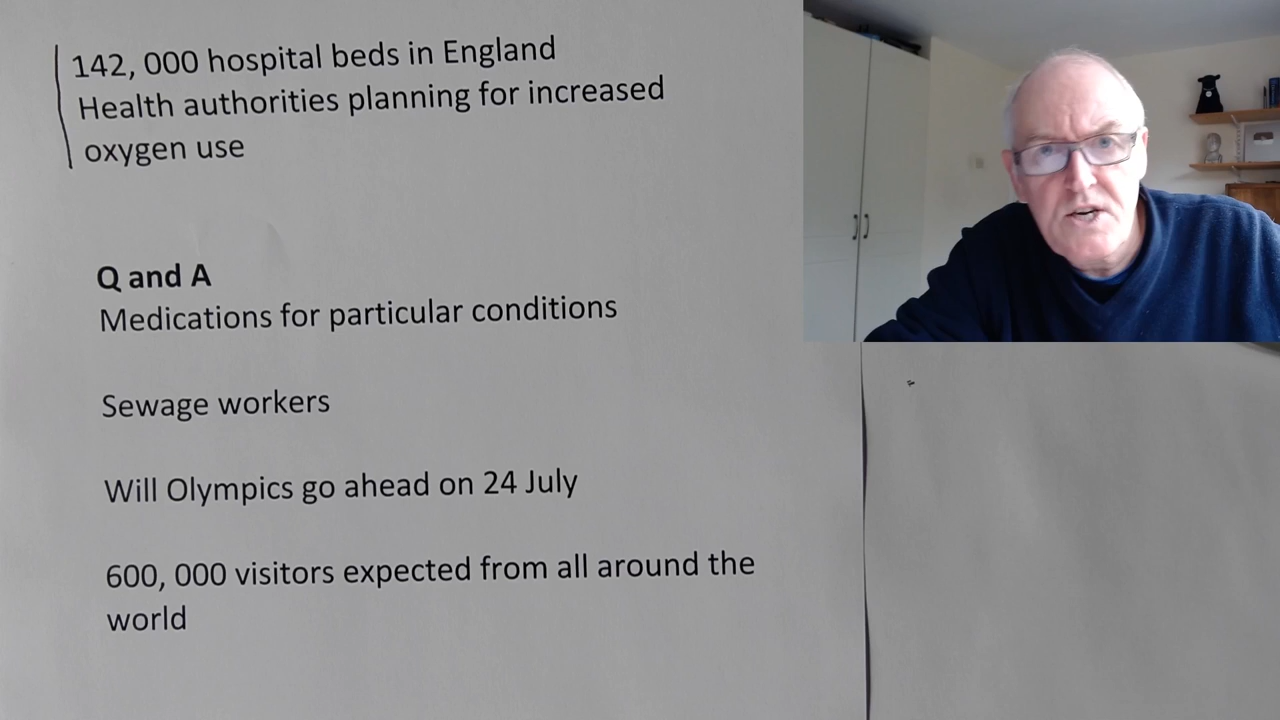 142, 000 hospital beds in England
Health authorities planning for increased
oxygen use
Q and A
Medications for particular conditions
Sewage workers
Will Olympics go ahead on 24 July
600, 000 visitors expected from all around the
world